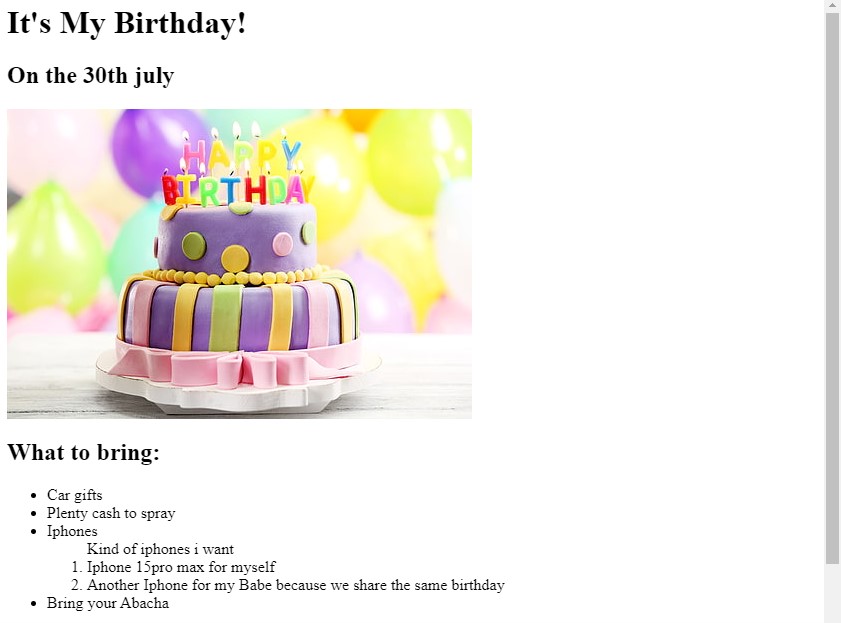 It's My Birthday!
On the 30th july
HAPPY
BIRTHDAY
What to bring:
• Car gifts
• Plenty cash to spray
• Iphones
Kind of iphones i want
1. Iphone 15pro max for myself
2. Another Iphone for my Babe because we share the same birthday
• Bring your Abacha